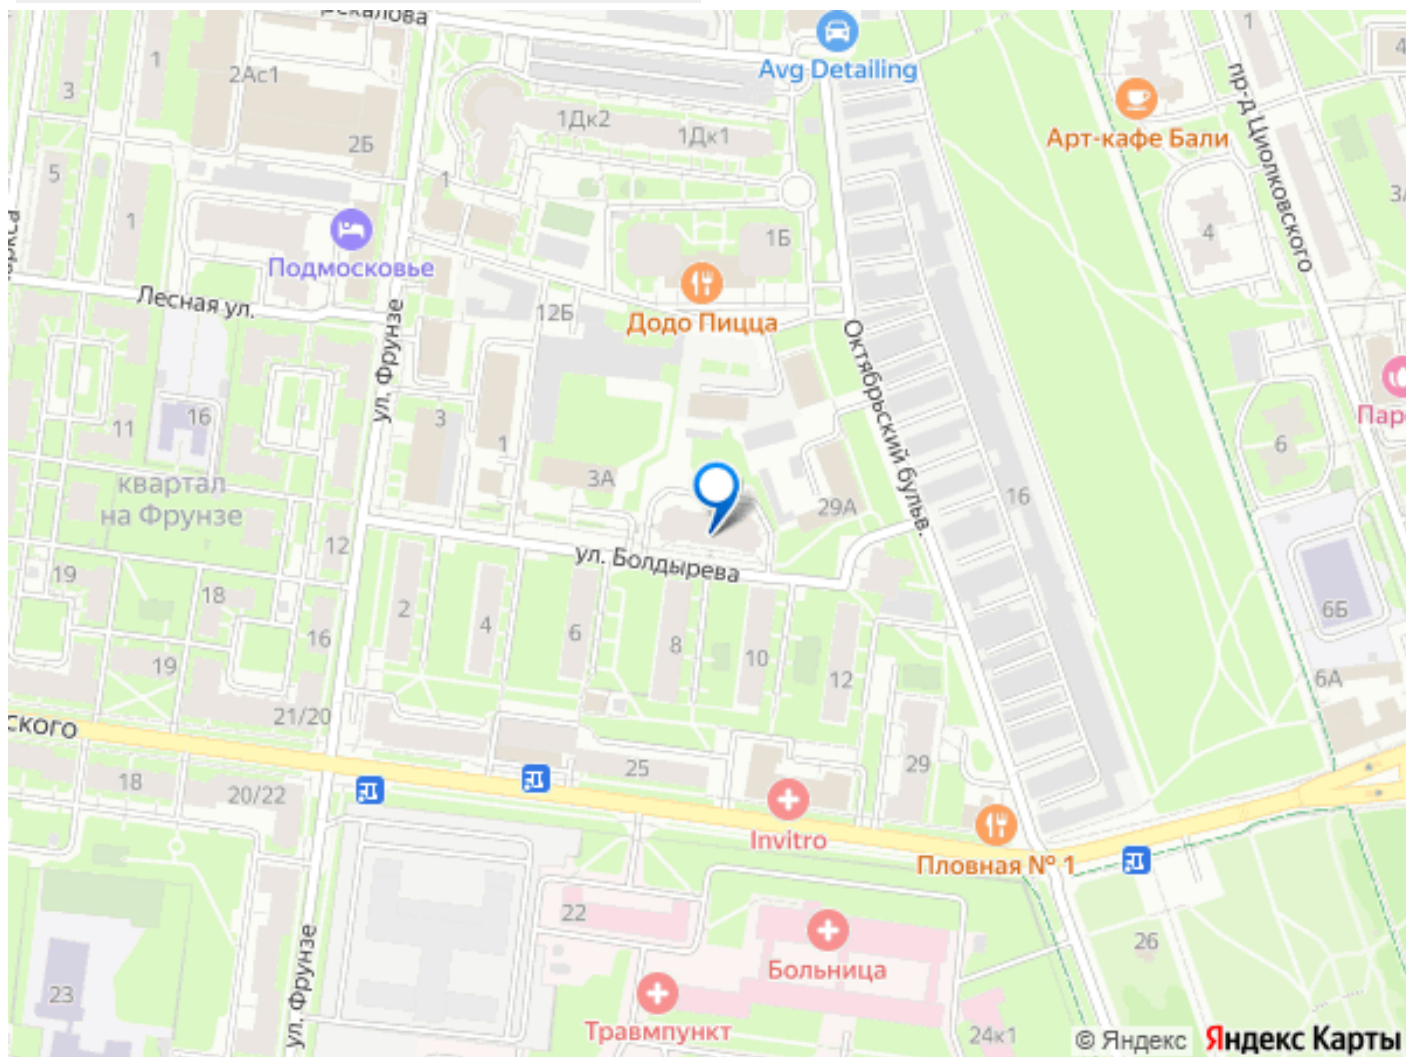 2Ас1
1
3
1Дк2
1Дк1
2Б
5
1
1
Avg Detailing
Арт-кафе Бали
пр-д Циолковского
1
4
4
Подмосковье
1Б
Лесная ул.
ул. Фрунзе
12Б
Додо Пицца
Октябрьский бульв.
11
16
3
1
3А
29А
16
6
квартал
на Фрунзе
12
ул. Болдырева
19
18
16
19
2
4
6
8
10
12
6Б
6А
21/20
ского
18
20/22
25
29
Invitro
Пловная № 1
22
Больница
Травмпункт
ул. Фрунзе
23
26
24к1
© Яндекс Яндекс Карты